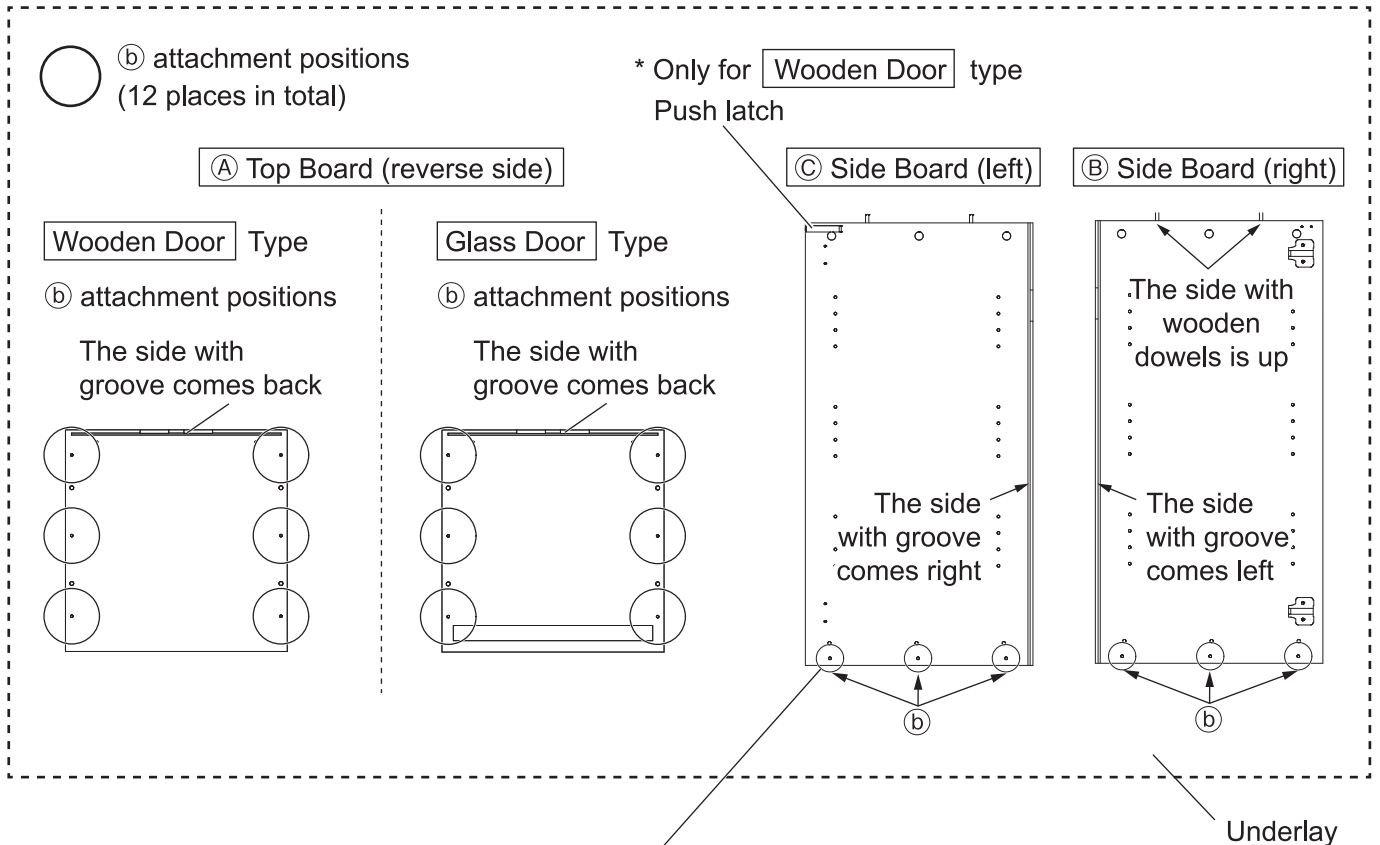 ⓑ attachment positions
(12 places in total)
* Only for Wooden Door type
Push latch
Ⓐ Top Board (reverse side)
Ⓒ Side Board (left)
Ⓑ Side Board (right)
Wooden Door Type
ⓑ attachment positions
The side with
groove comes back
Glass Door Type
ⓑ attachment positions
The side with
groove comes back
The side with
wooden
dowels is up
The side
with groove
comes right
The side
with groove
comes left
ⓑ
ⓑ
Underlay